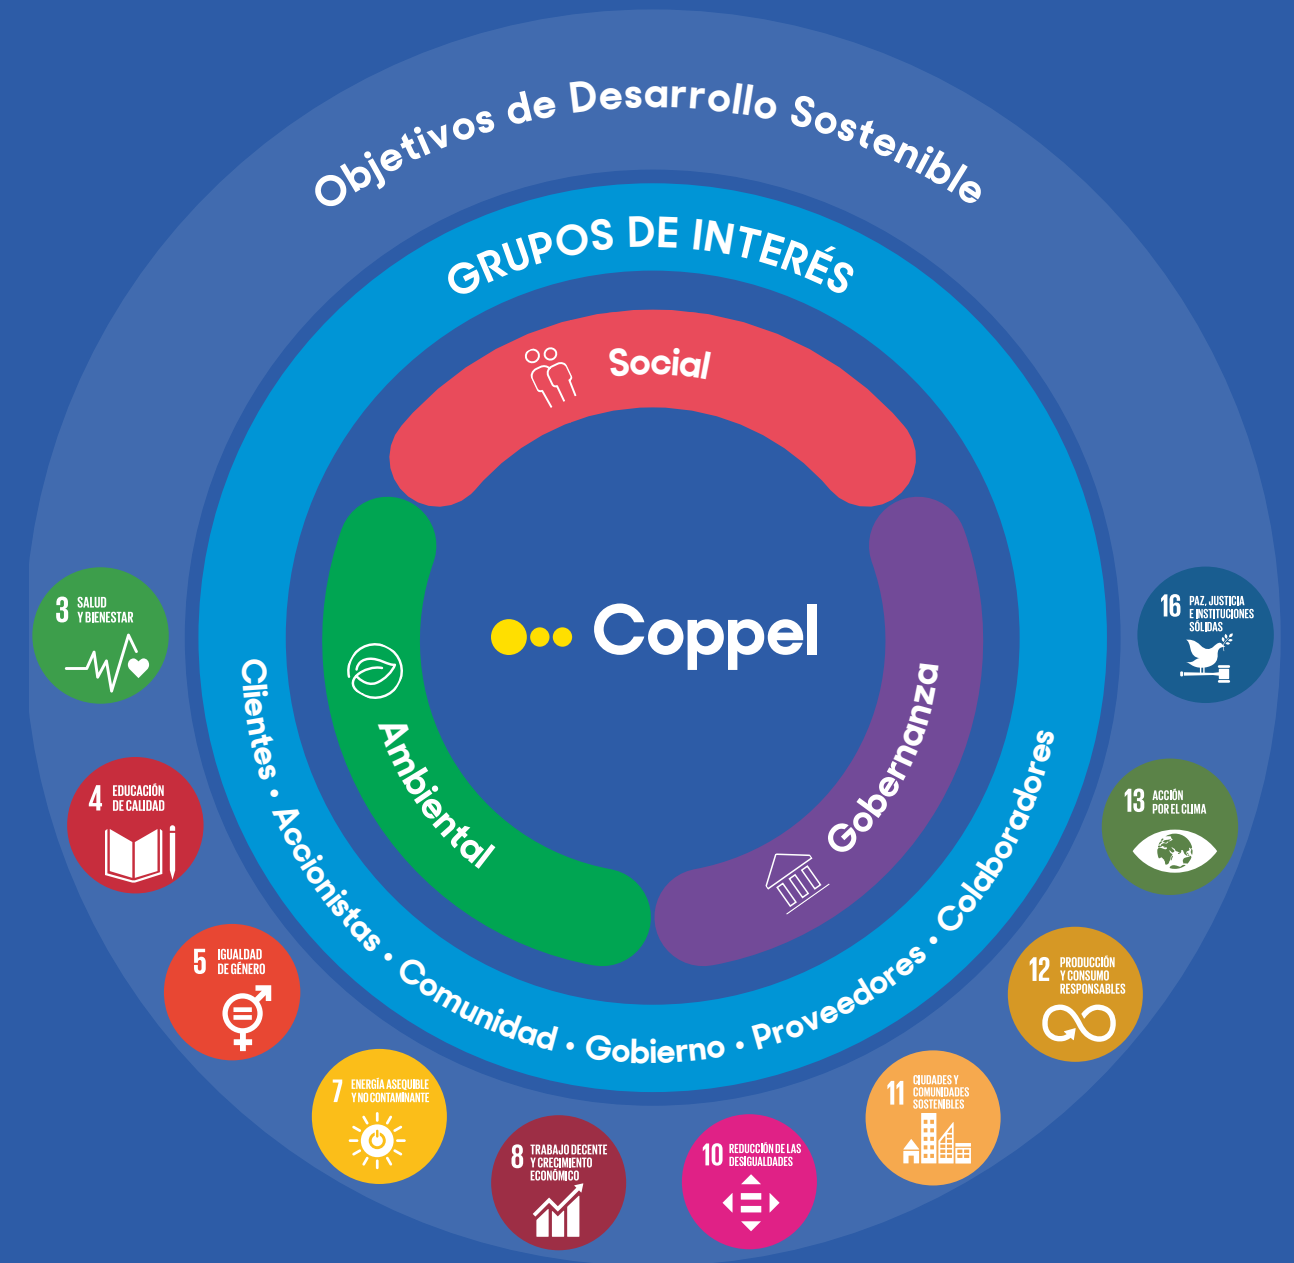 Objetivos de Desarrollo Sostenible
GRUPOS DE INTERÉS
Social
Ambiental
Gobernanza
Coppel
Clientes • Accionistas • Comunidad • Gobierno • Proveedores • Colaboradores
3 SALUD
Y BIENESTAR
4 EDUCACIÓN
DE CALIDAD
5 IGUALDAD
DE GÉNERO
7 ENERGÍA ASEQUIBLE
Y NO CONTAMINANTE
8 TRABAJO DECENTE
Y CRECIMIENTO
ECONÓMICO
10 REDUCCIÓN DE LAS
DESIGUALDADES
11 CIUDADES Y
COMUNIDADES
SOSTENIBLES
12 PRODUCCIÓN
Y CONSUMO
RESPONSABLES
13 ACCIÓN
POR EL CLIMA
16 PAZ, JUSTICIA
E INSTITUCIONES
SÓLIDAS